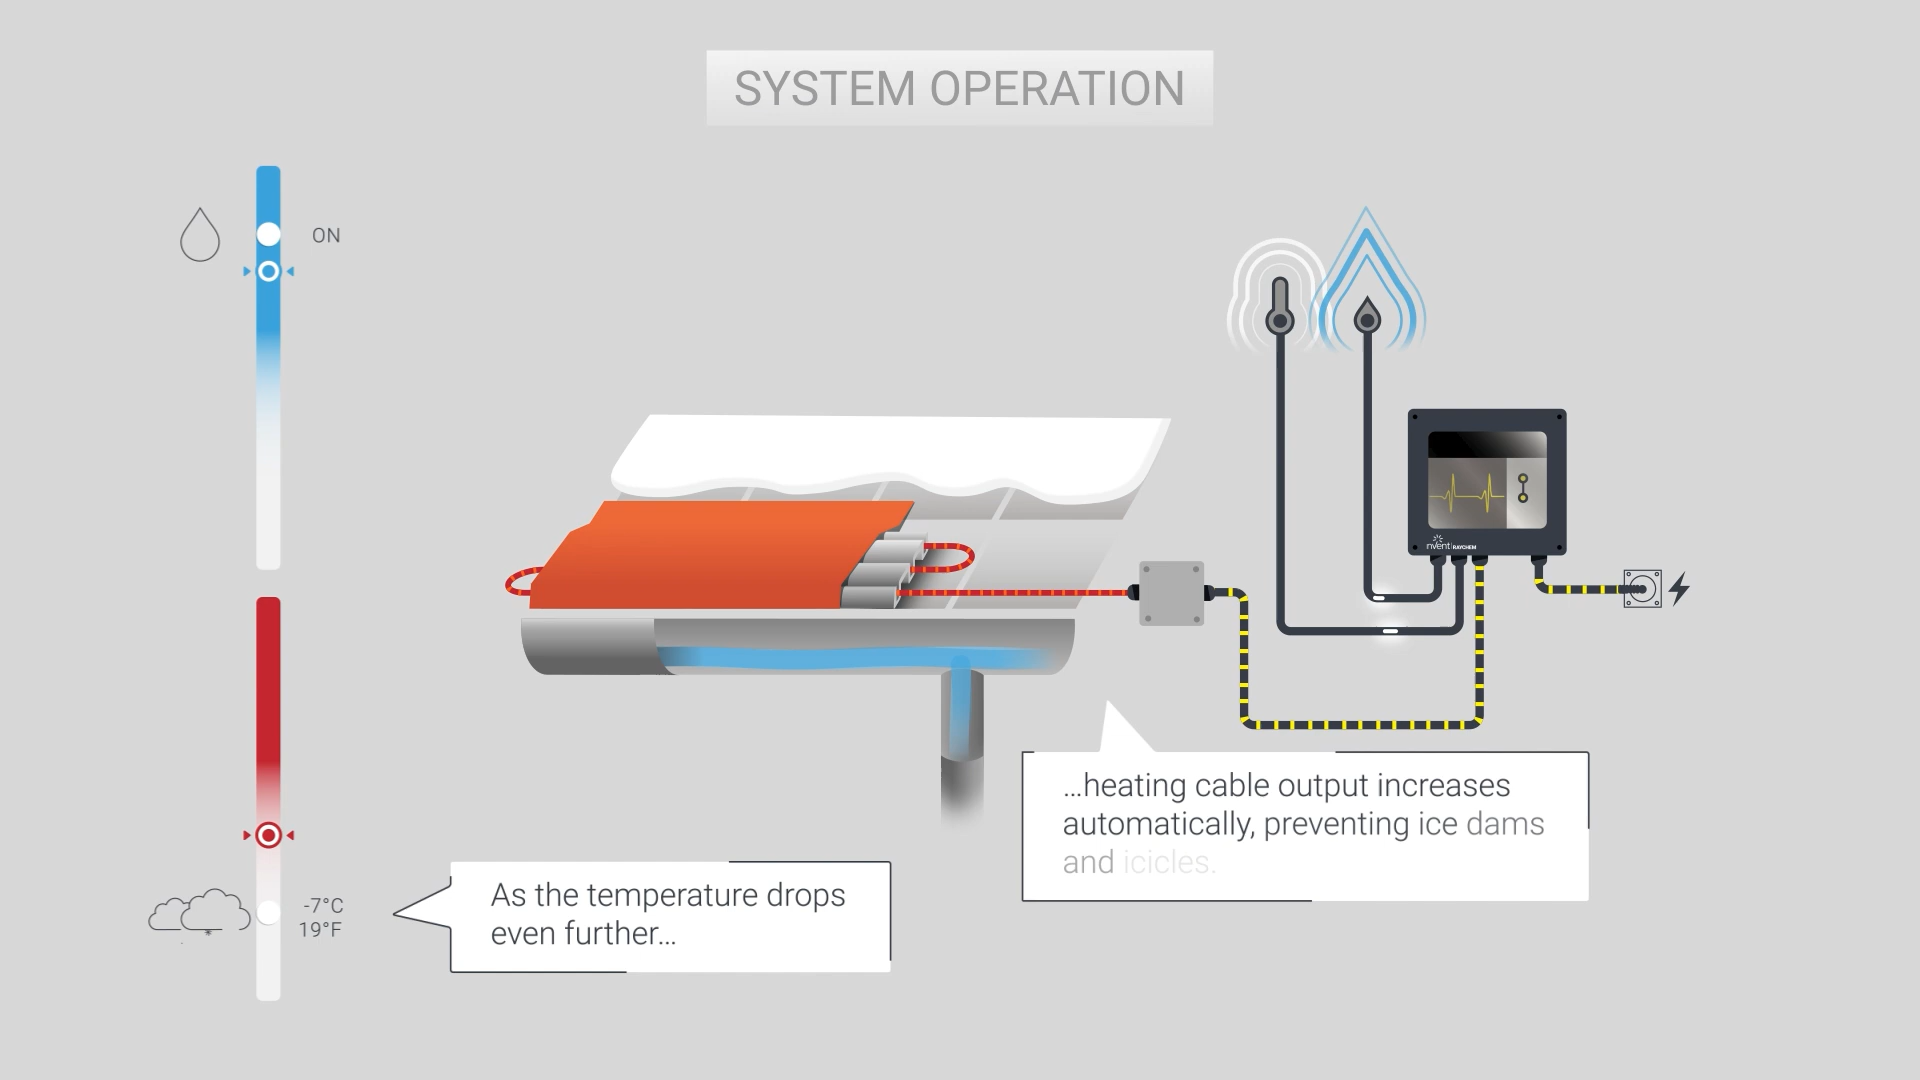 SYSTEM OPERATION
ON
nvent RAYCHEM
…heating cable output increases
automatically, preventing ice dams
and icicles.
As the temperature drops
even further…
-7°C
19°F